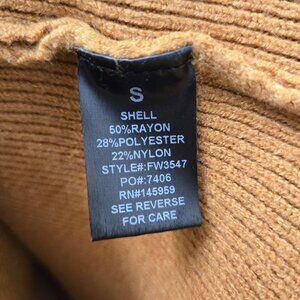 S
SHELL
50%RAYON
28%POLYESTER
22%NYLON
STYLE#:FW3547
PO#:7406
RN#145959
SEE REVERSE
FOR CARE